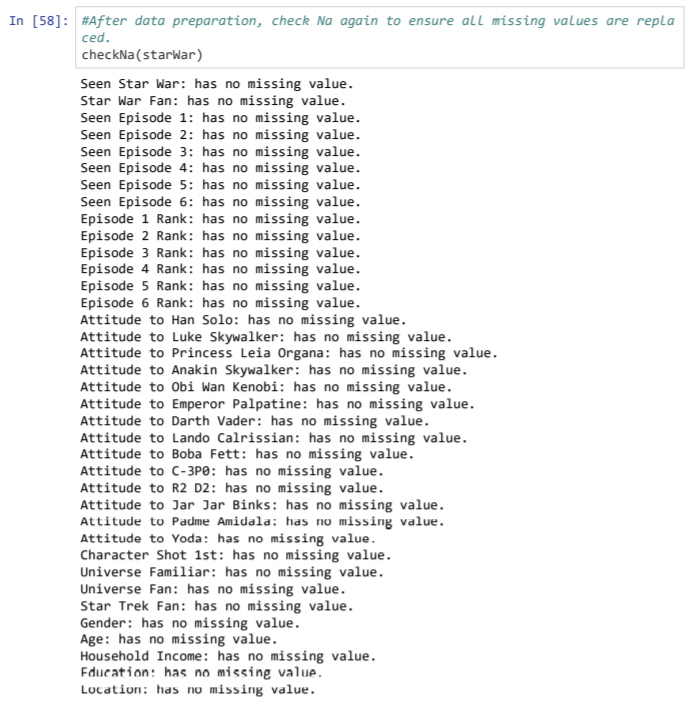 In [58]: #After data preparation, check Na again to ensure all missing values are repla
ced.
checkNa(starWar)
Seen Star War: has no missing value.
Star War Fan: has no missing value.
Seen Episode 1: has no missing value.
Seen Episode 2: has no missing value.
Seen Episode 3: has no missing value.
Seen Episode 4: has no missing value.
Seen Episode 5: has no missing value.
Seen Episode 6: has no missing value.
Episode 1 Rank: has no missing value.
Episode 2 Rank: has no missing value.
Episode 3 Rank: has no missing value.
Episode 4 Rank: has no missing value.
Episode 5 Rank: has no missing value.
Episode 6 Rank: has no missing value.
Attitude to Han Solo: has no missing value.
Attitude to Luke Skywalker: has no missing value.
Attitude to Princess Leia Organa: has no missing value.
Attitude to Anakin Skywalker: has no missing value.
Attitude to Obi Wan Kenobi: has no missing value.
Attitude to Emperor Palpatine: has no missing value.
Attitude to Darth Vader: has no missing value.
Attitude to Lando Calrissian: has no missing value.
Attitude to Boba Fett: has no missing value.
Attitude to C-3P0: has no missing value.
Attitude to R2 D2: has no missing value.
Attitude to Jar Jar Binks: has no missing value.
Attitude to Padme Amidala: has no missing value.
Attitude to Yoda: has no missing value.
Character Shot 1st: has no missing value.
Universe Familiar: has no missing value.
Universe Fan: has no missing value.
Star Trek Fan: has no missing value.
Gender: has no missing value.
Age: has no missing value.
Household Income: has no missing value.
Education: has no missing value.
Location: has no missing value.